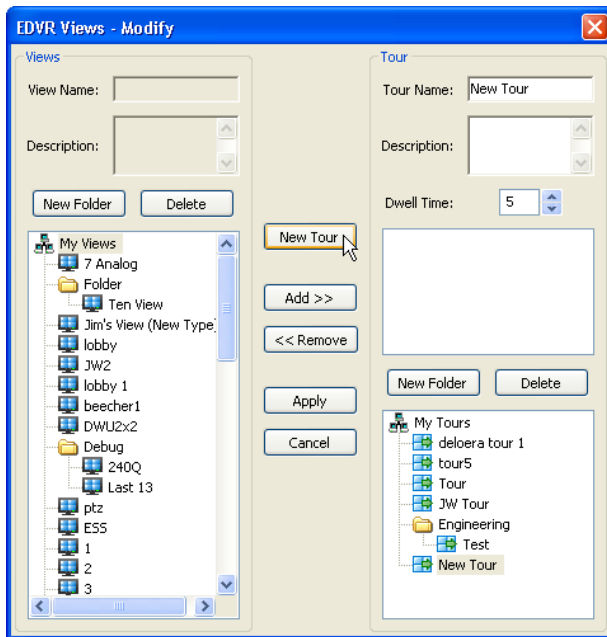 EDVR Views - Modify
Views
View Name:
Description:
New Folder
Delete
My Views
7 Analog
Folder
Ten View
Jim's View (New Type)
lobby
JW2
lobby 1
beecher1
DWU2x2
Debug
240Q
Last 13
ptz
ESS
1
2
3
New Tour
Add >>
<< Remove
Apply
Cancel
Tour
Tour Name:
New Tour
Description:
Dwell Time:
5
New Folder
Delete
My Tours
deloera tour 1
tour5
Tour
JW Tour
Engineering
Test
New Tour